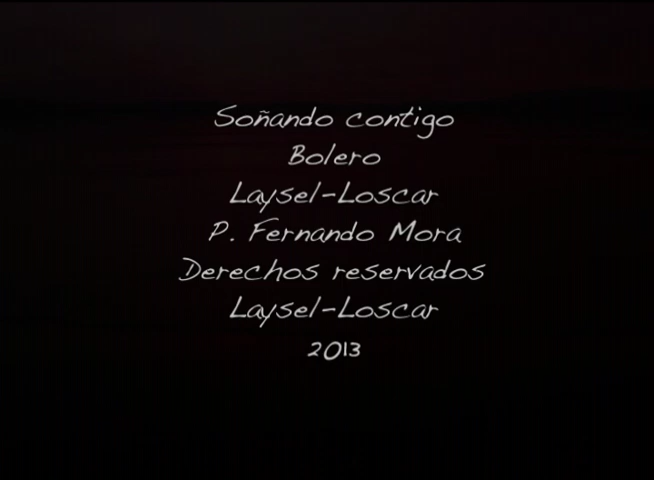 Soñando contigo
Bolero
Laysel-Loscar
P. Fernando Mora
Derechos reservados
Laysel-Loscar
2013